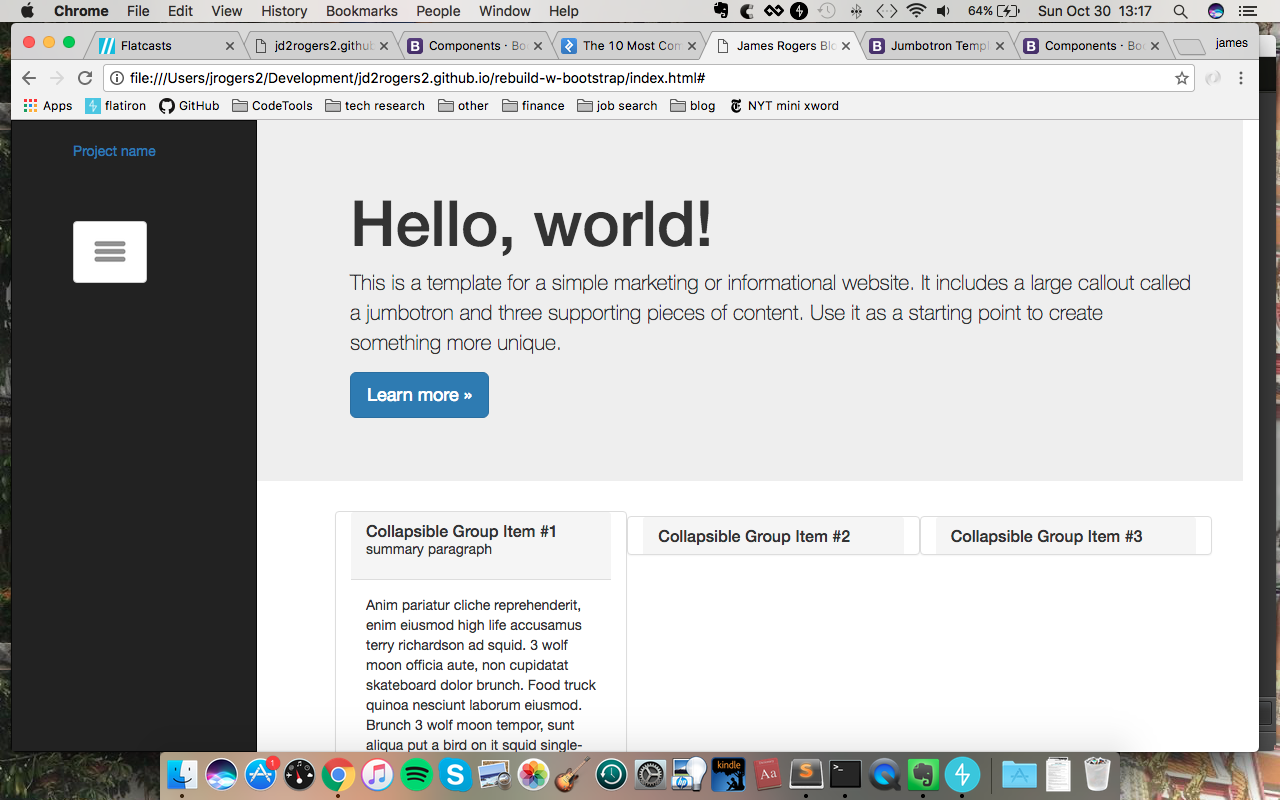 Chrome File Edit View History Bookmarks People Window Help 64% Sun Oct 30 13:17
Flatcasts jd2rogers2.github Components · Bo The 10 Most Com James Rogers Blo Jumbotron Templ Components · Bo james
file:///Users/jrogers2/Development/jd2rogers2.github.io/rebuild-w-bootstrap/index.html#
Apps flatiron GitHub CodeTools tech research other finance job search blog NYT mini xword
Project name
Hello, world!
This is a template for a simple marketing or informational website. It includes a large callout called
a jumbotron and three supporting pieces of content. Use it as a starting point to create
something more unique.
Learn more »
Collapsible Group Item #1
summary paragraph
Collapsible Group Item #2
Collapsible Group Item #3
Anim pariatur cliche reprehenderit,
enim eiusmod high life accusamus
terry richardson ad squid. 3 wolf
moon officia aute, non cupidatat
skateboard dolor brunch. Food truck
quinoa nesciunt laborum eiusmod.
Brunch 3 wolf moon tempor, sunt
aliqua put a bird on it squid single-
1
kindle
Aa